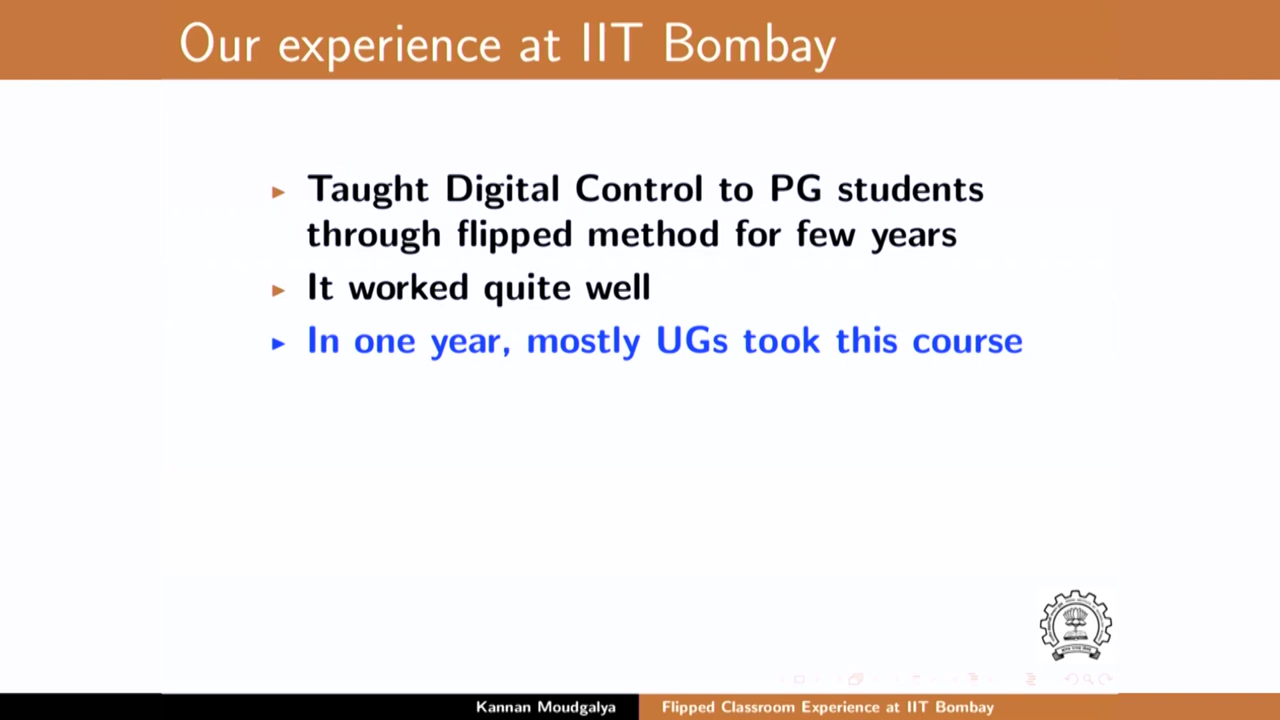 Our experience at IIT Bombay
Taught Digital Control to PG students
through flipped method for few years
It worked quite well
In one year, mostly UGs took this course
Kannan Moudgalya
Flipped Classroom Experience at IIT Bombay